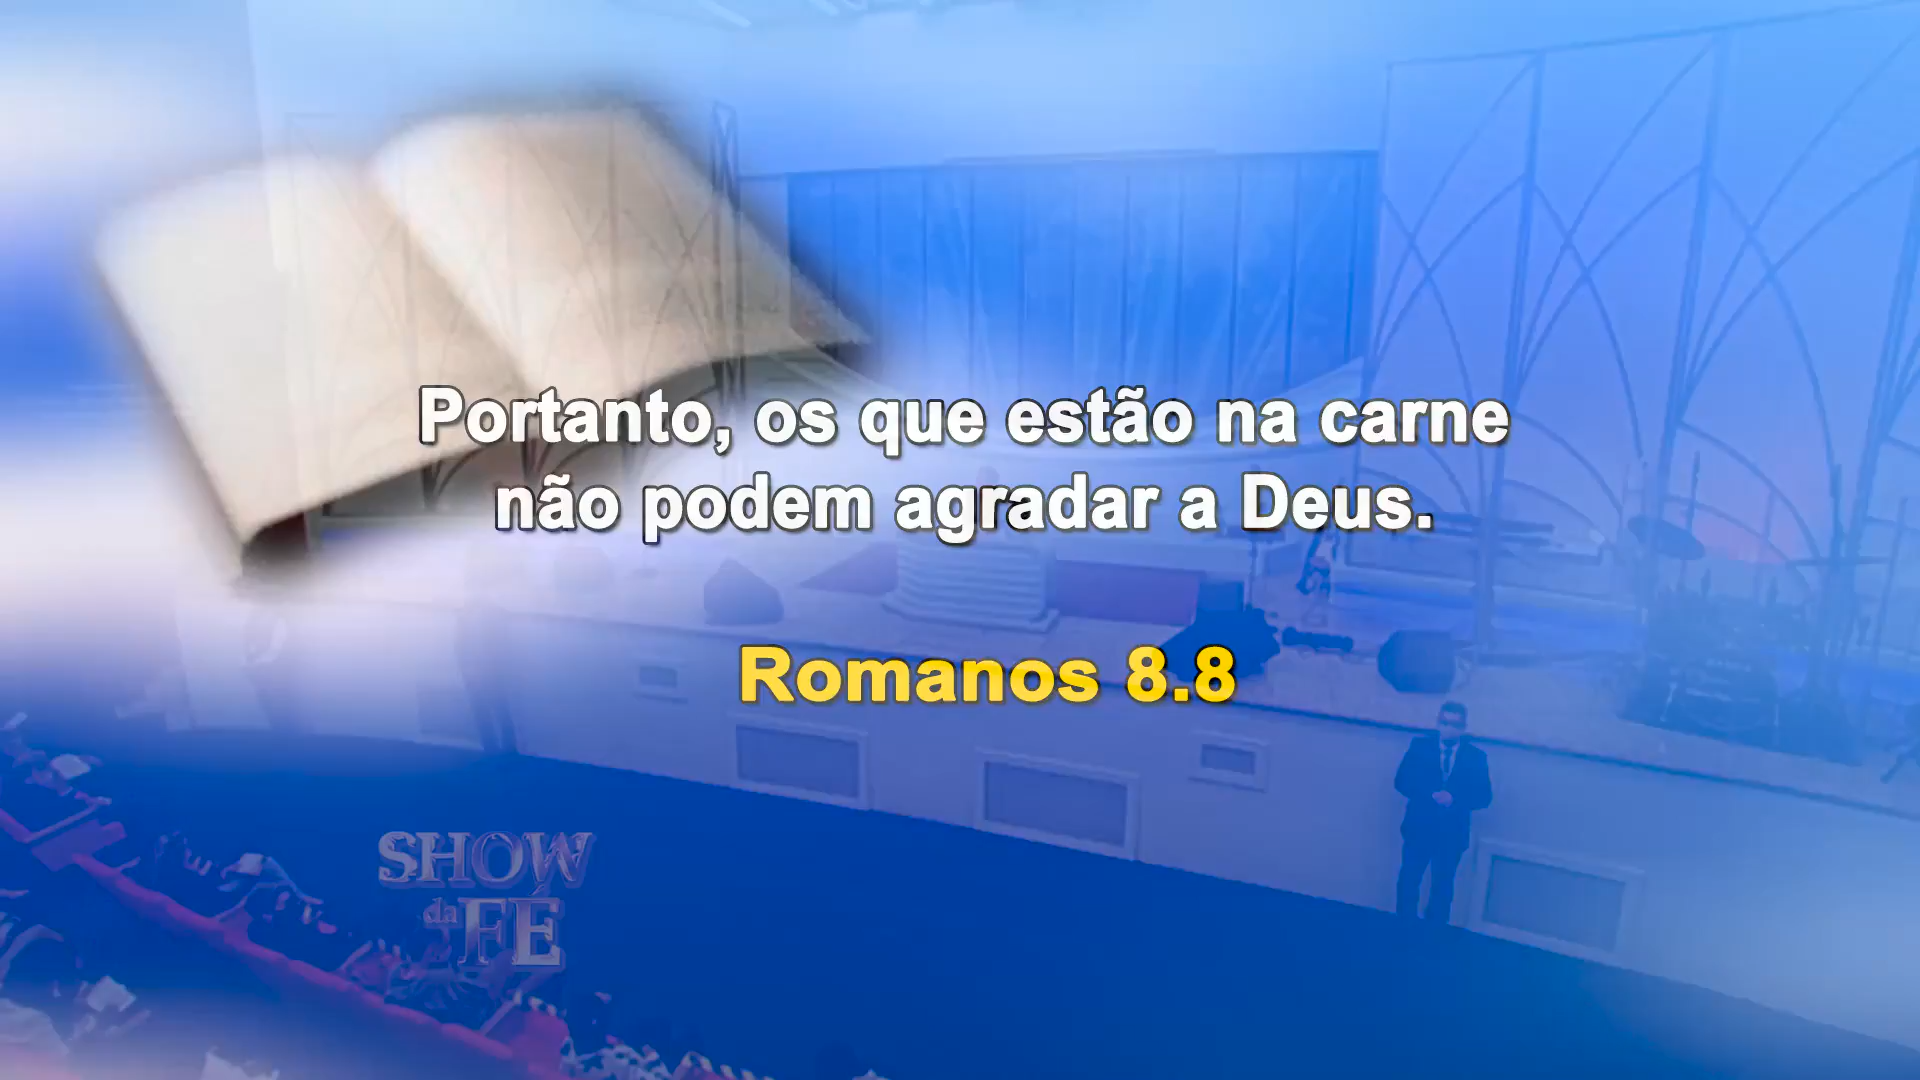 Portanto, os que estão na carne
não podem agradar a Deus.
Romanos 8.8
SHOW
da FÉ